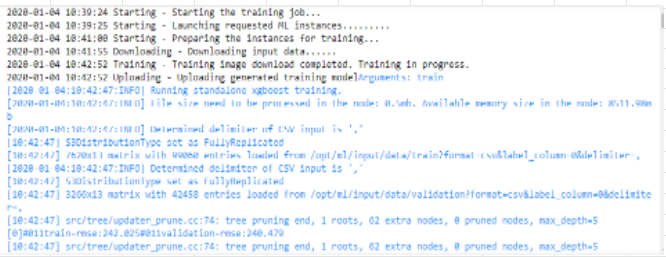 2020-01-04 10:39:24 Starting - Starting the training job...
2020-01-04 10:39:25 Starting - Launching requested ML instances.........
2020-01-04 10:41:00 Starting - Preparing the instances for training...
2020-01-04 10:41:55 Downloading - Downloading input data......
2020-01-04 10:42:52 Training - Training image download completed. Training in progress.
2020-01-04 10:42:52 Uploading - Uploading generated training modelArguments: train
[2020-01-04:10:42:47:INFO] Running standalone xgboost training.
[2020-01-04:10:42:47:INFO] File size need to be processed in the node: 0.5mb. Available memory size in the node: 8511.98m
b
[2020-01-04:10:42:47:INFO] Determined delimiter of CSV input is ','
[10:42:47] S3DistributionType set as FullyReplicated
[10:42:47] 7620x13 matrix with 99060 entries loaded from /opt/ml/input/data/train?format=csv&label_column=0&delimiter=,
[2020-01-04:10:42:47:INFO] Determined delimiter of CSV input is ','
[10:42:47] S3DistributionType set as FullyReplicated
[10:42:47] 3266x13 matrix with 42458 entries loaded from /opt/ml/input/data/validation?format=csv&label_column=0&delimite
r=,
[10:42:47] src/tree/updater_prune.cc:74: tree pruning end, 1 roots, 62 extra nodes, 0 pruned nodes, max_depth=5
[0]#011train-rmse:242.025#011validation-rmse:240.479
[10:42:47] src/tree/updater_prune.cc:74: tree pruning end, 1 roots, 62 extra nodes, 0 pruned nodes, max_depth=5